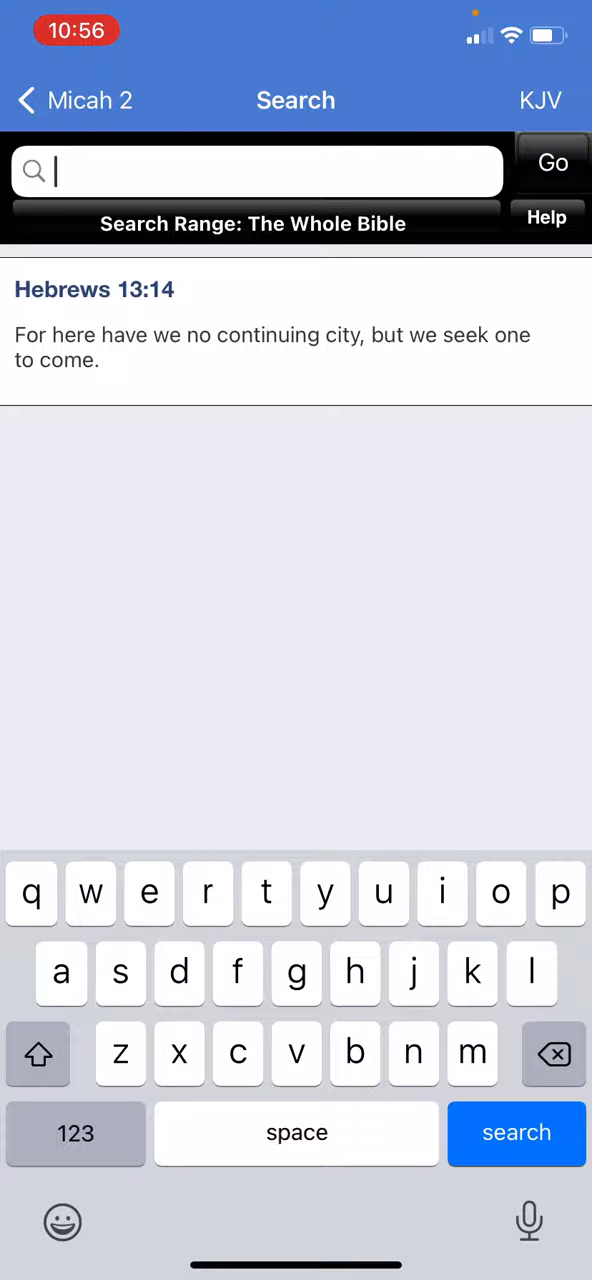 10:56
Micah 2 Search KJV
Go
Search Range: The Whole Bible Help
Hebrews 13:14
For here have we no continuing city, but we seek one
to come.
q w e r t y u i o p
a s d f g h j k l
z x c v b n m
123 space search